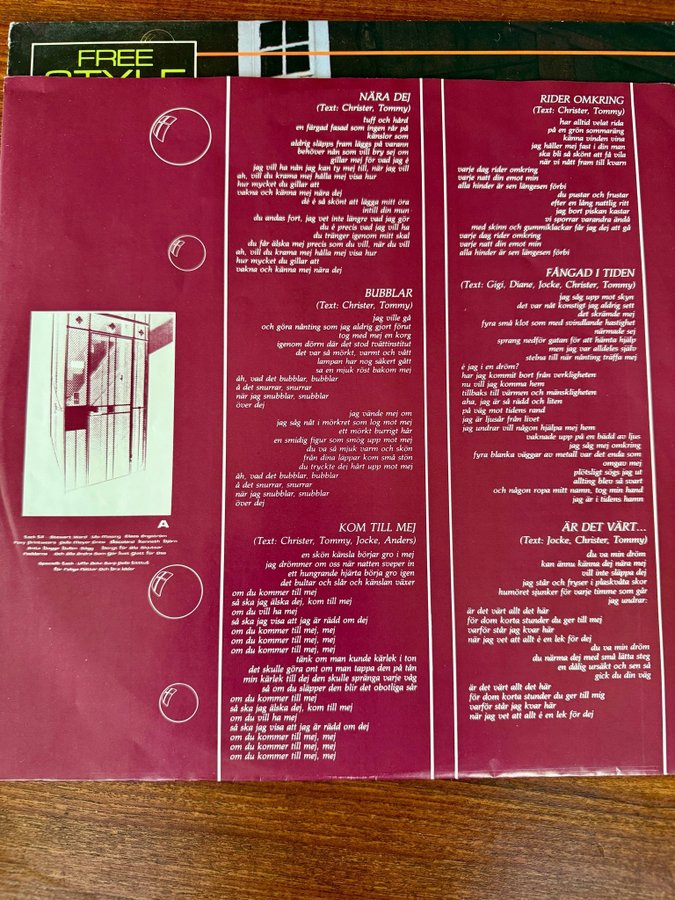 FREE
STYLE
NÄRA DEJ
(Text: Christer, Tommy)
tuff och hård
en färgad fasad som ingen rår på
känslor som
aldrig släpps fram läggs på varann
behöver nån som vill bry sej om
gillar mej för vad jag é
jag vill ha nån jag kan ty mej till, när jag vill
ah, vill du krama mej hålla mej visa hur
hur mycket du gillar att
vakna och känna mej nära dej
dé é så skönt att lägga mitt öra
intill din mun
du andas fort, jag vet inte längre vad jag gör
du é precis vad jag vill ha
du tränger igenom mitt skal
du får älska mej precis som du vill, när du vill
ah, vill du krama mej hålla mej visa hur
hur mycket du gillar att
vakna och känna mej nära dej
BUBBLAR
(Text: Christer, Tommy)
jag ville gå
och göra nånting som jag aldrig gjort förut
tog med mej en korg
igenom dörrn där det stod tvättinstitut
det var så mörkt, varmt och vått
lampan har nog säkert gått
sa en mjuk röst bakom mej
åh, vad det bubblar, bubblar
å det snurrar, snurrar
när jag snubblar, snubblar
över dej
jag vände mej om
jag såg nåt i mörkret som log mot mej
ett mörkt burrigt hår
en smidig figur som smög upp mot mej
du va så mjuk varm och skön
från dina läppar kom små stön
du tryckte dej hårt upp mot mej
åh, vad det bubblar, bubblar
å det snurrar, snurrar
när jag snubblar, snubblar
över dej
KOM TILL MEJ
(Text: Christer, Tommy, Jocke, Anders)
en skön känsla börjar gro i mej
jag drömmer om oss när natten sveper in
ett hungrande hjärta börja gro igen
det bultar och slår och känslan växer
om du kommer till mej
så ska jag älska dej, kom till mej
om du vill ha mej
så ska jag visa att jag är rädd om dej
om du kommer till mej, mej
om du kommer till mej, mej
om du kommer till mej, mej
tänk om man kunde kärlek i ton
det skulle göra ont om man tappa den på tån
min kärlek till dej den skulle spränga varje våg
så om du släpper den blir det obotliga sår
om du kommer till mej
så ska jag älska dej, kom till mej
om du vill ha mej
så ska jag visa att jag är rädd om dej
om du kommer till mej, mej
om du kommer till mej, mej
om du kommer till mej, mej
RIDER OMKRING
(Text: Christer, Tommy)
har alltid velat rida
på en grön sommaräng
känna vinden vina
jag håller mej fast i din man
ska bli så skönt att få vila
när vi nått fram till kvarn
varje dag rider omkring
varje natt din emot min
alla hinder är sen längesen förbi
du pustar och frustar
efter en lång nattlig ritt
jag bort piskan kastar
vi sporrar varandra ändå
med skinn och gummiklackar får jag dej att gå
varje dag rider omkring
varje natt din emot min
alla hinder är sen längesen förbi
FÅNGAD I TIDEN
(Text: Gigi, Diane, Jocke, Christer, Tommy)
jag såg upp mot skyn
det var nåt konstigt jag aldrig sett
det skrämde mej
fyra små klot som med svindlande hastighet
närmade sej
sprang nedför gatan för att hämta hjälp
men jag var alldeles själv
stelna till när nånting träffa mej
é jag i en dröm?
har jag kommit bort från verkligheten
nu vill jag komma hem
tillbaks till värmen och mänskligheten
aha, jag är så rädd och liten
på väg mot tidens rand
jag är ljusår från livet
jag undrar vill någon hjälpa mej hem
vaknade upp på en bädd av ljus
jag såg mej omkring
fyra blanka väggar av metall var det enda som
omgav mej
plötsligt sögs jag ut
allting blev så svart
och någon ropa mitt namn, tog min hand
jag är i tidens hamn
ÄR DET VÄRT...
(Text: Jocke, Christer, Tommy)
du va min dröm
kan ännu känna dej nära mej
vill inte släppa dej
jag står och fryser i plaskvåta skor
humöret sjunker för varje timme som går
jag undrar:
är det värt allt det här
för dom korta stunder du ger till mej
varför står jag kvar här
när jag vet att allt é en lek för dej
du va min dröm
du närma dej med små lätta steg
en dålig ursäkt och sen så
gick du din väg
är det värt allt det här
för dom korta stunder du ger till mig
varför står jag kvar här
när jag vet att allt é en lek för dej
A